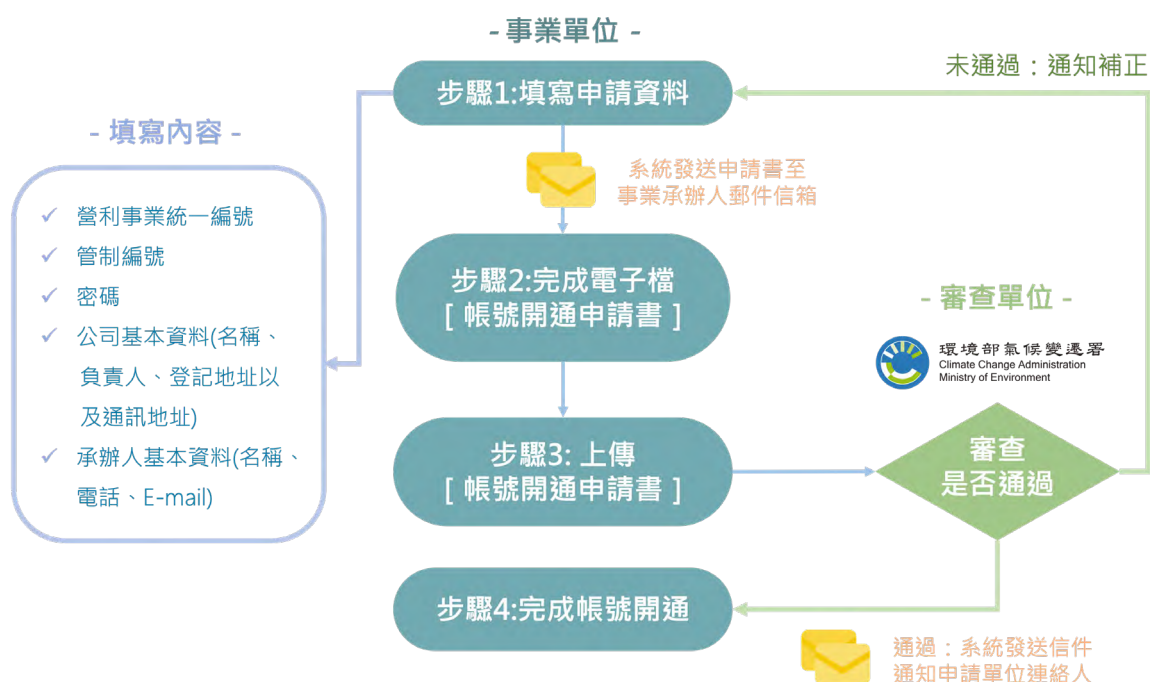 - 事業單位 -
未通過：通知補正
步驟1:填寫申請資料
- 填寫內容 -
✓ 營利事業統一編號
✓ 管制編號
✓ 密碼
✓ 公司基本資料(名稱、
負責人、登記地址以
及通訊地址)
✓ 承辦人基本資料(名稱、
電話、E-mail)
系統發送申請書至
事業承辦人郵件信箱
步驟2:完成電子檔
[ 帳號開通申請書 ]
步驟3: 上傳
[ 帳號開通申請書 ]
- 審查單位 -
環境部氣候變遷署
Climate Change Administration
Ministry of Environment
審查
是否通過
步驟4:完成帳號開通
通過：系統發送信件
通知申請單位連絡人